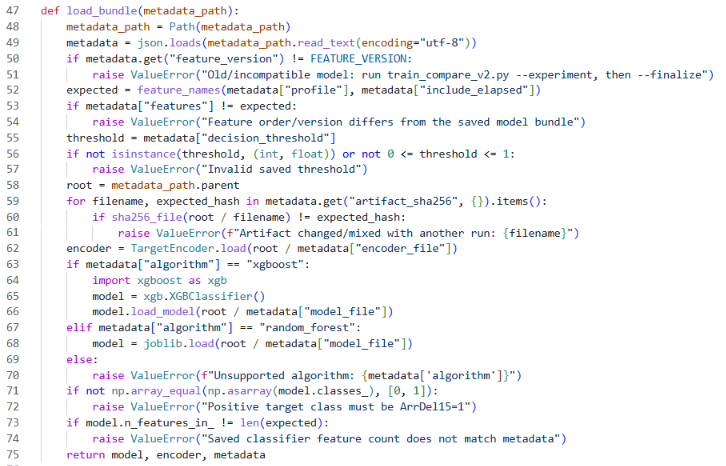 47 def load_bundle(metadata_path):
48     metadata_path = Path(metadata_path)
49     metadata = json.loads(metadata_path.read_text(encoding="utf-8"))
50     if metadata.get("feature_version") != FEATURE_VERSION:
51         raise ValueError("Old/incompatible model: run train_compare_v2.py --experiment, then --finalize")
52     expected = feature_names(metadata["profile"], metadata["include_elapsed"])
53     if metadata["features"] != expected:
54         raise ValueError("Feature order/version differs from the saved model bundle")
55     threshold = metadata["decision_threshold"]
56     if not isinstance(threshold, (int, float)) or not 0 <= threshold <= 1:
57         raise ValueError("Invalid saved threshold")
58     root = metadata_path.parent
59     for filename, expected_hash in metadata.get("artifact_sha256", {}).items():
60         if sha256_file(root / filename) != expected_hash:
61             raise ValueError(f"Artifact changed/mixed with another run: {filename}")
62     encoder = TargetEncoder.load(root / metadata["encoder_file"])
63     if metadata["algorithm"] == "xgboost":
64         import xgboost as xgb
65         model = xgb.XGBClassifier()
66         model.load_model(root / metadata["model_file"])
67     elif metadata["algorithm"] == "random_forest":
68         model = joblib.load(root / metadata["model_file"])
69     else:
70         raise ValueError(f"Unsupported algorithm: {metadata['algorithm']}")
71     if not np.array_equal(np.asarray(model.classes_), [0, 1]):
72         raise ValueError("Positive target class must be ArrDel15=1")
73     if model.n_features_in_ != len(expected):
74         raise ValueError("Saved classifier feature count does not match metadata")
75     return model, encoder, metadata